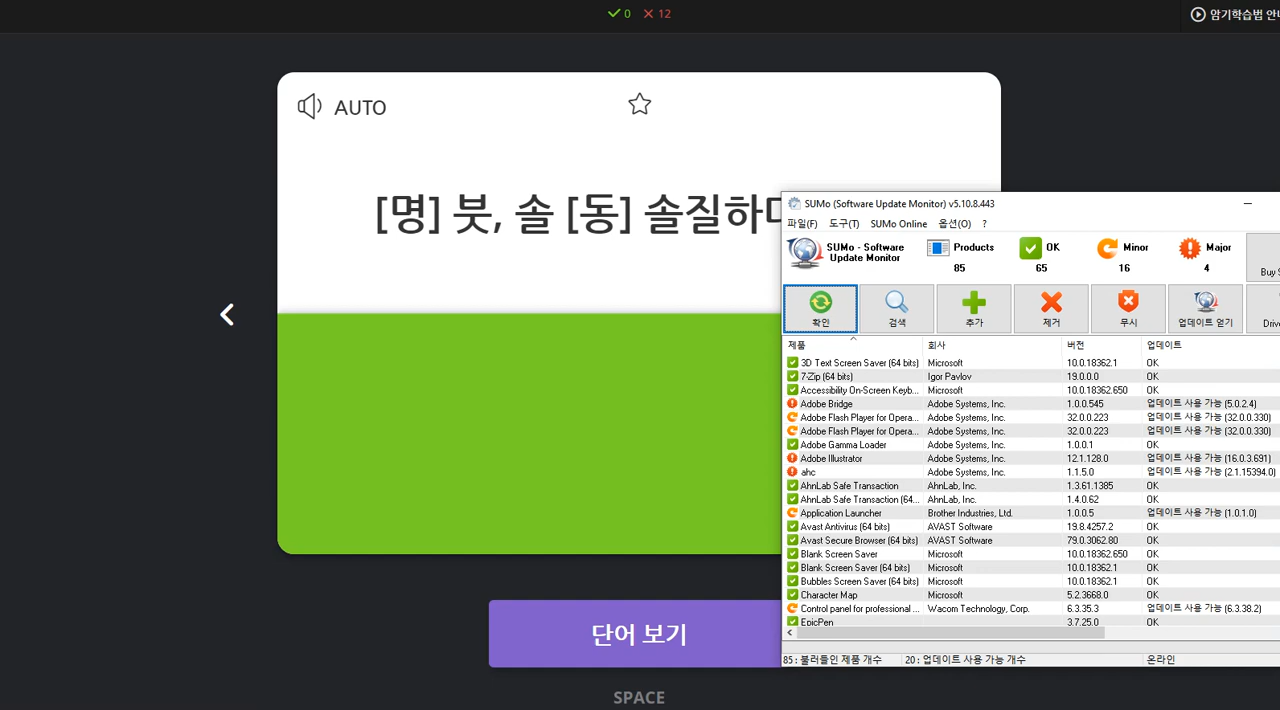 0 12
암기학습법 안
AUTO
[명] 붓, 솔 [동] 솔질하
단어 보기
SPACE
SUMo (Software Update Monitor) v5.10.8.443
파일(F) 도구(T) SUMo Online 옵션(O) ?
SUMo - Software Update Monitor
Products 85
OK 65
Minor 16
Major 4
Buy
확인 검색 추가 제거 무시 업데이트 얻기 Drive
제품 회사 버전 업데이트
3D Text Screen Saver (64 bits) Microsoft 10.0.18362.1 OK
7-Zip (64 bits) Igor Pavlov 19.0.0.0 OK
Accessibility On-Screen Keyb... Microsoft 10.0.18362.650 OK
Adobe Bridge Adobe Systems, Inc. 1.0.0.545 업데이트 사용 가능 (5.0.2.4)
Adobe Flash Player for Opera... Adobe Systems, Inc. 32.0.0.223 업데이트 사용 가능 (32.0.0.330)
Adobe Flash Player for Opera... Adobe Systems, Inc. 32.0.0.223 업데이트 사용 가능 (32.0.0.330)
Adobe Gamma Loader Adobe Systems, Inc. 1.0.0.1 OK
Adobe Illustrator Adobe Systems, Inc. 12.1.128.0 업데이트 사용 가능 (16.0.3.691)
ahc Adobe Systems, Inc. 1.1.5.0 업데이트 사용 가능 (2.1.15394.0)
AhnLab Safe Transaction AhnLab, Inc. 1.3.61.1385 OK
AhnLab Safe Transaction (64... AhnLab, Inc. 1.4.0.62 OK
Application Launcher Brother Industries, Ltd. 1.0.0.5 업데이트 사용 가능 (1.0.1.0)
Avast Antivirus (64 bits) AVAST Software 19.8.4257.2 OK
Avast Secure Browser (64 bits) AVAST Software 79.0.3062.80 OK
Blank Screen Saver Microsoft 10.0.18362.650 OK
Blank Screen Saver (64 bits) Microsoft 10.0.18362.1 OK
Bubbles Screen Saver (64 bits) Microsoft 10.0.18362.1 OK
Character Map Microsoft 5.2.3668.0 OK
Control panel for professional ... Wacom Technology, Corp. 6.3.35.3 업데이트 사용 가능 (6.3.38.2)
EpicPen 3.7.25.0 OK
85 : 불러들인 제품 개수 20 : 업데이트 사용 가능 개수 온라인